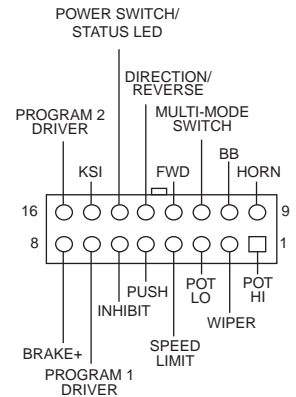 POWER SWITCH/
STATUS LED
DIRECTION/
REVERSE
PROGRAM 2
DRIVER
MULTI-MODE
SWITCH
KSI
FWD
BB
HORN
16
9
8
1
PUSH
POT
LO
POT
HI
INHIBIT
WIPER
BRAKE+
SPEED
LIMIT
PROGRAM 1
DRIVER